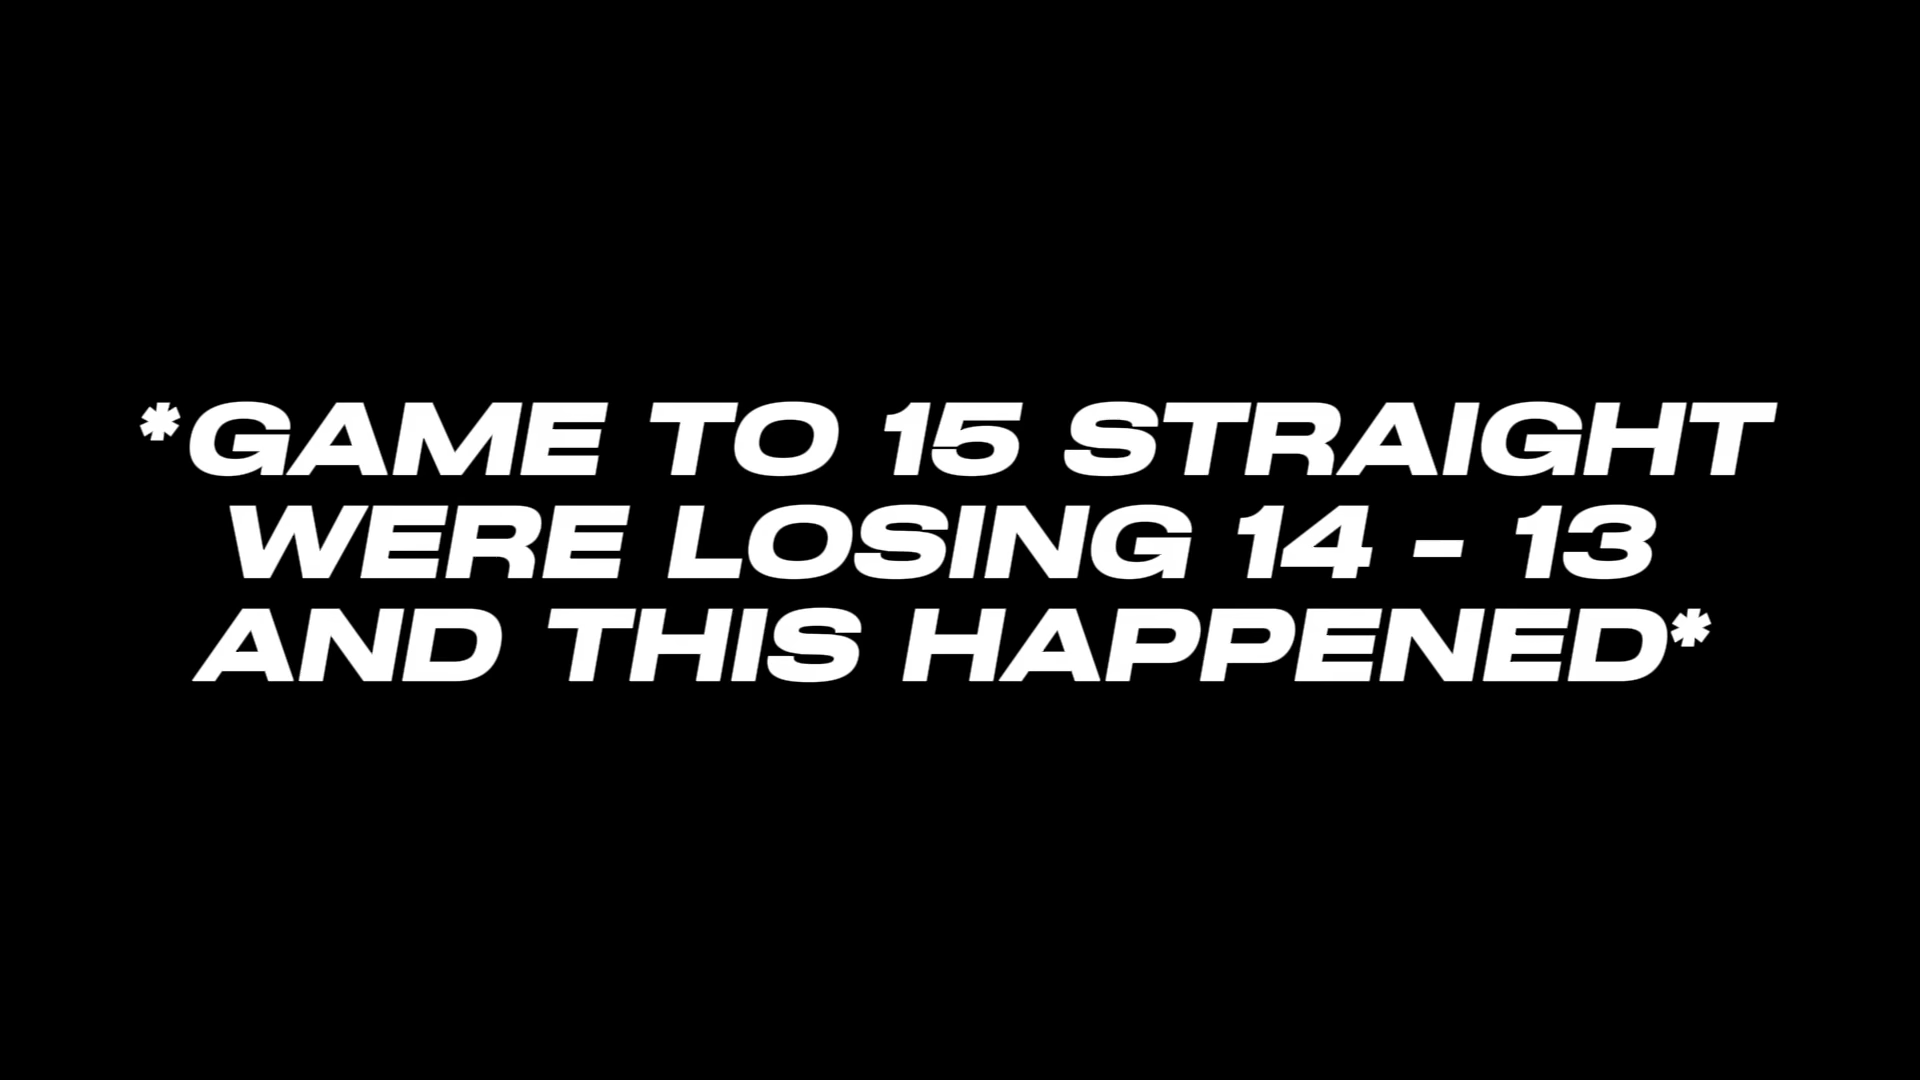 *GAME TO 15 STRAIGHT
WERE LOSING 14 - 13
AND THIS HAPPENED*